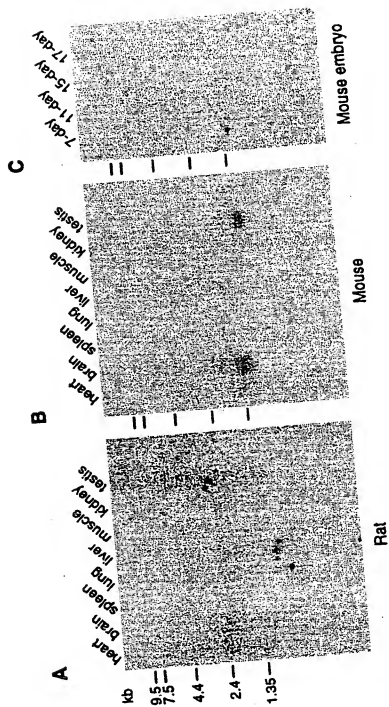 A
kb
9.5
7.5
4.4
2.4
1.35
heart
brain
spleen
lung
liver
muscle
kidney
testis
Rat
B
heart
brain
spleen
lung
liver
muscle
kidney
testis
Mouse
C
7-day
11-day
15-day
17-day
Mouse embryo